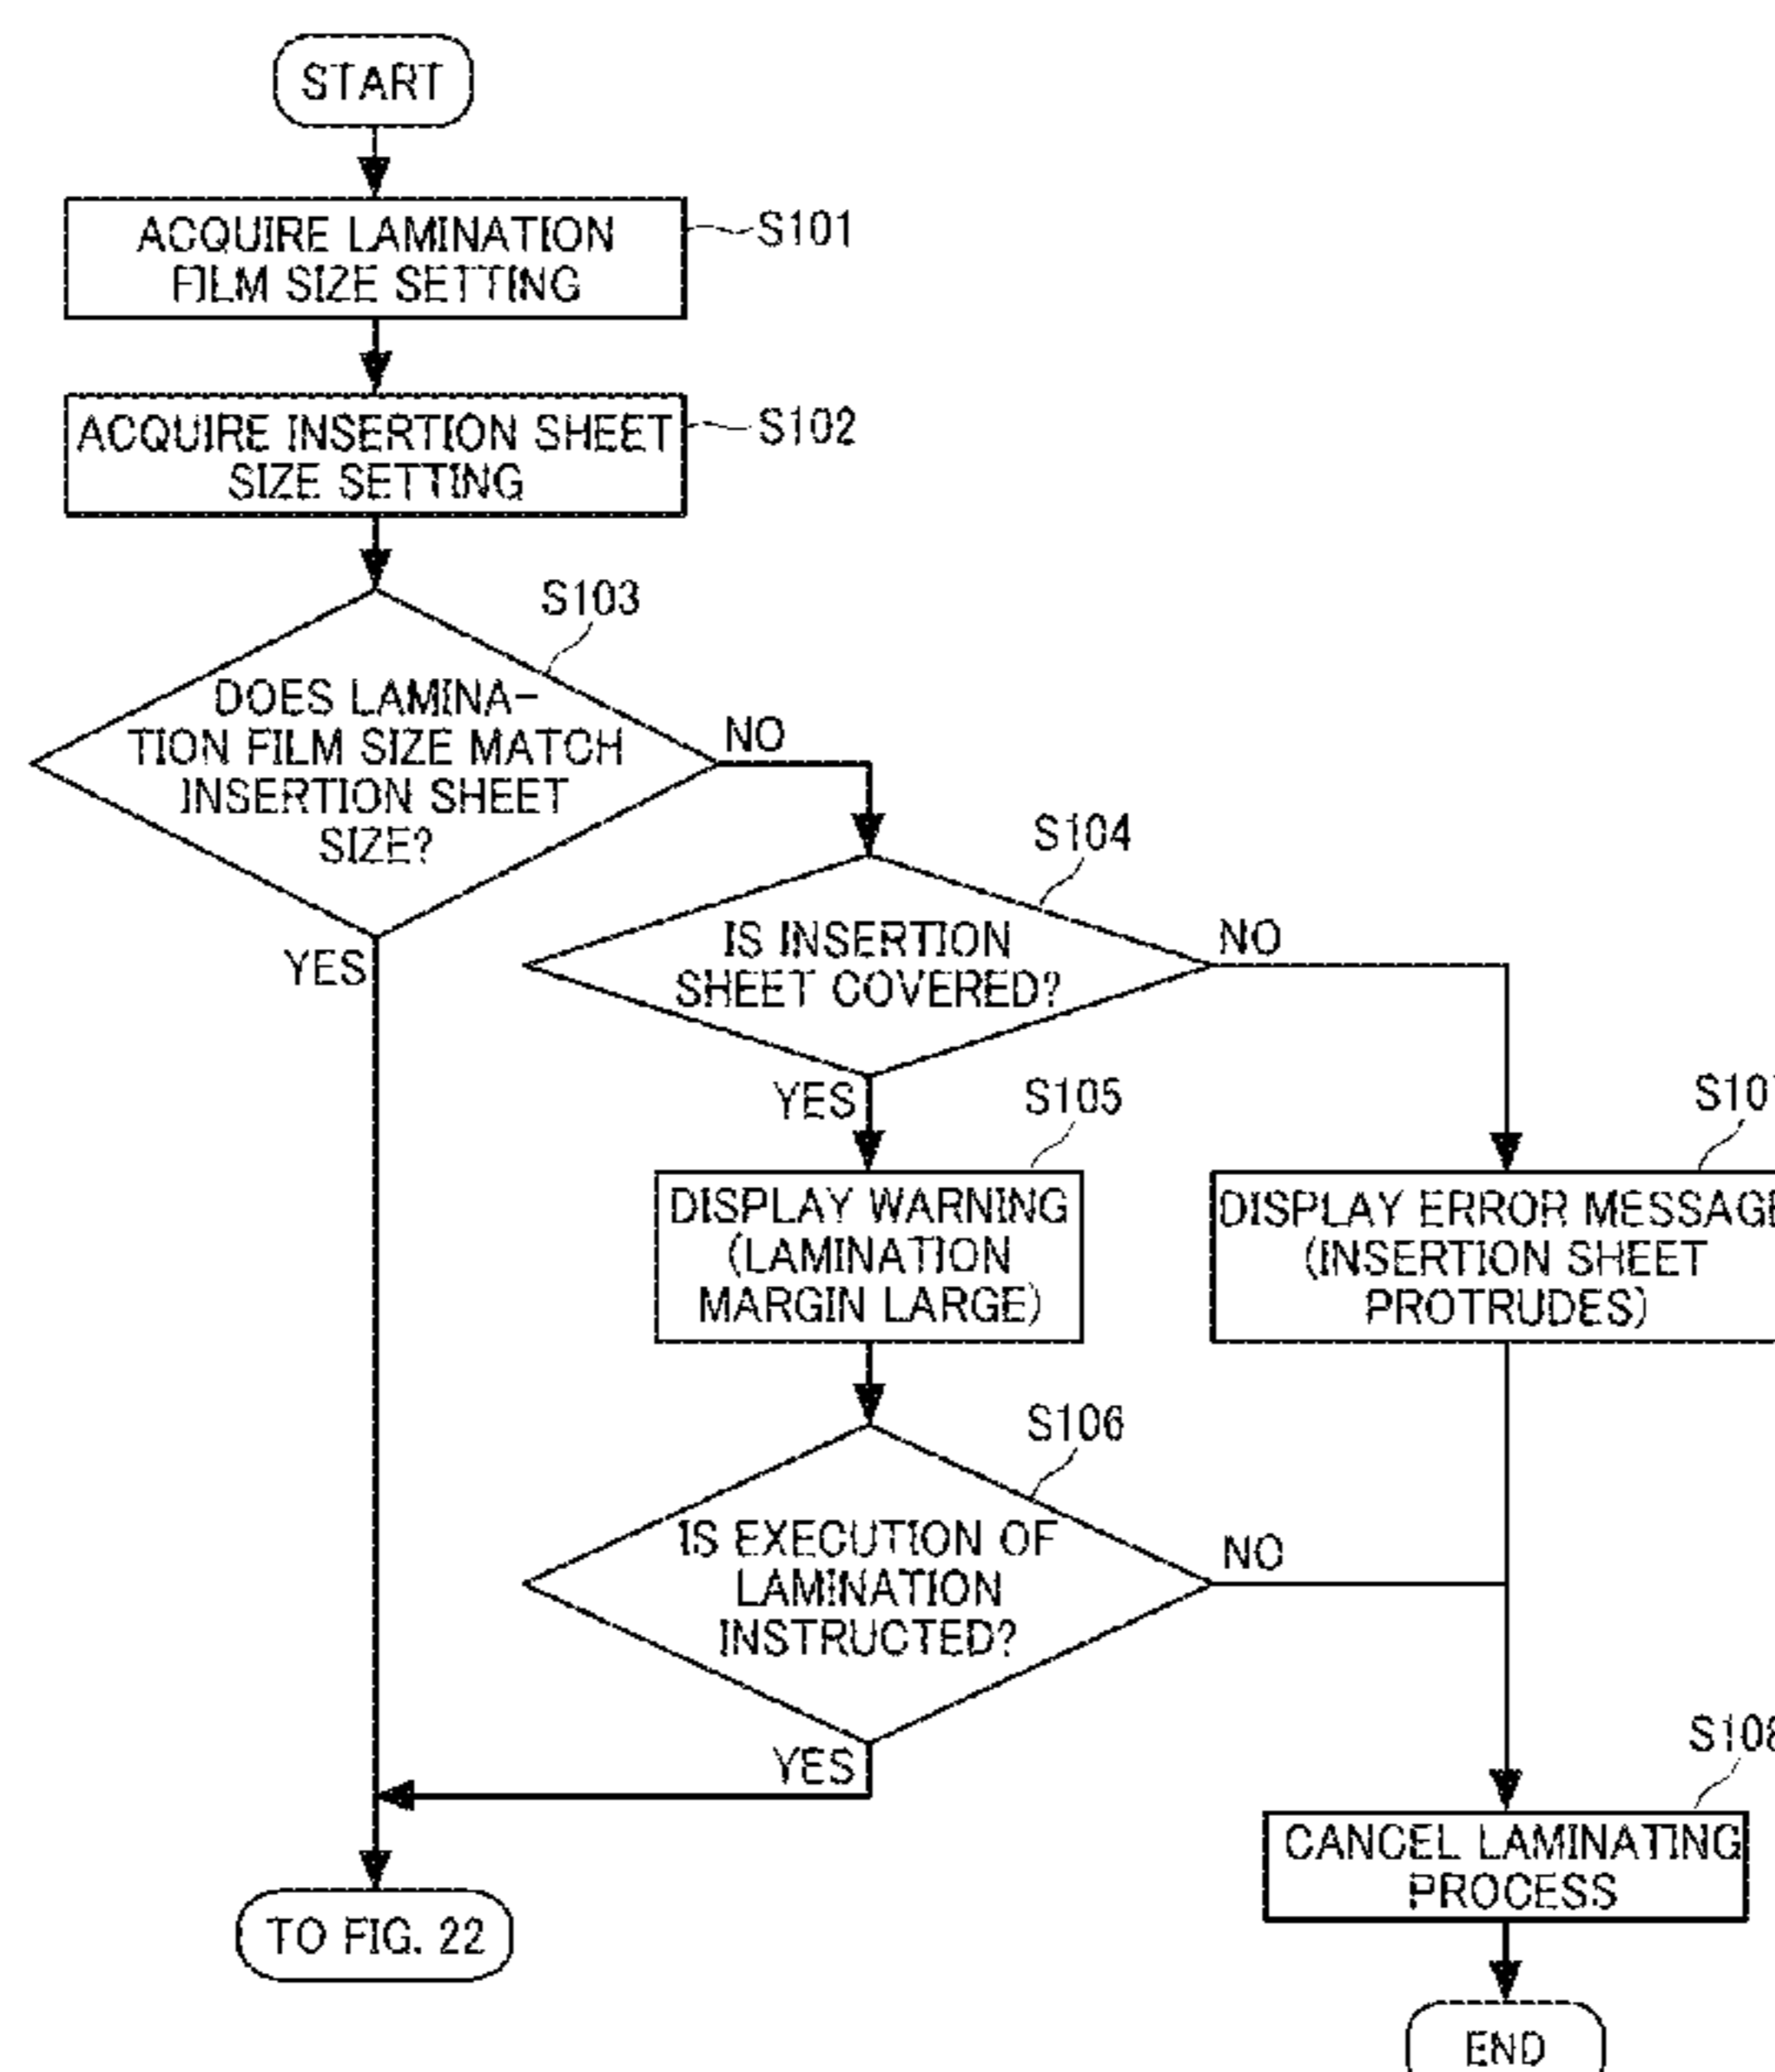 START
ACQUIRE LAMINATION
FILM SIZE SETTING
S101
ACQUIRE INSERTION SHEET
SIZE SETTING
S102
S103
DOES LAMINA-
TION FILM SIZE MATCH
INSERTION SHEET
SIZE?
NO
YES
S104
IS INSERTION
SHEET COVERED?
NO
YES
S105
DISPLAY WARNING
(LAMINATION
MARGIN LARGE)
S107
DISPLAY ERROR MESSAGE
(INSERTION SHEET
PROTRUDES)
S106
IS EXECUTION OF
LAMINATION
INSTRUCTED?
NO
YES
S108
CANCEL LAMINATING
PROCESS
TO FIG. 22
END